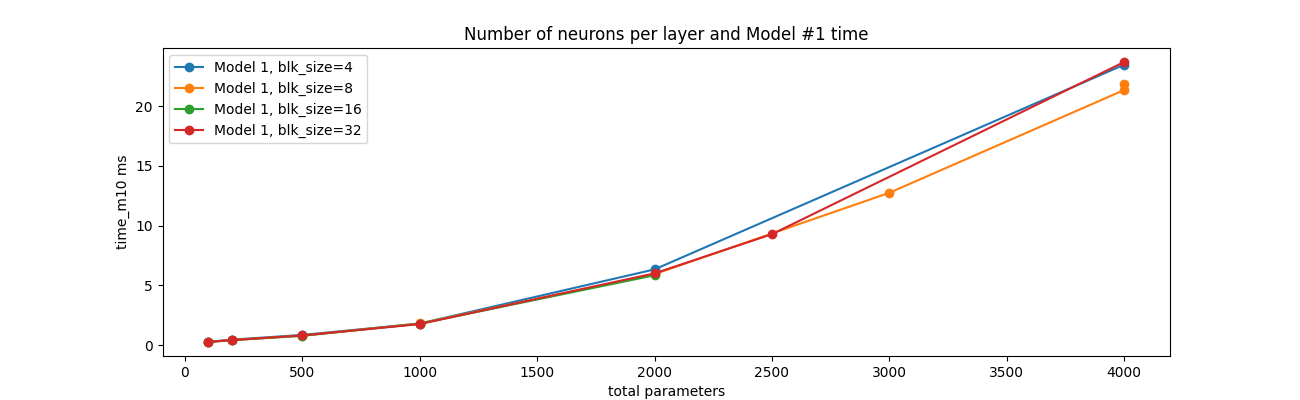 Number of neurons per layer and Model #1 time
Model 1, blk_size=4
Model 1, blk_size=8
Model 1, blk_size=16
Model 1, blk_size=32
time_m10 ms
20
15
10
5
0
0 500 1000 1500 2000 2500 3000 3500 4000
total parameters